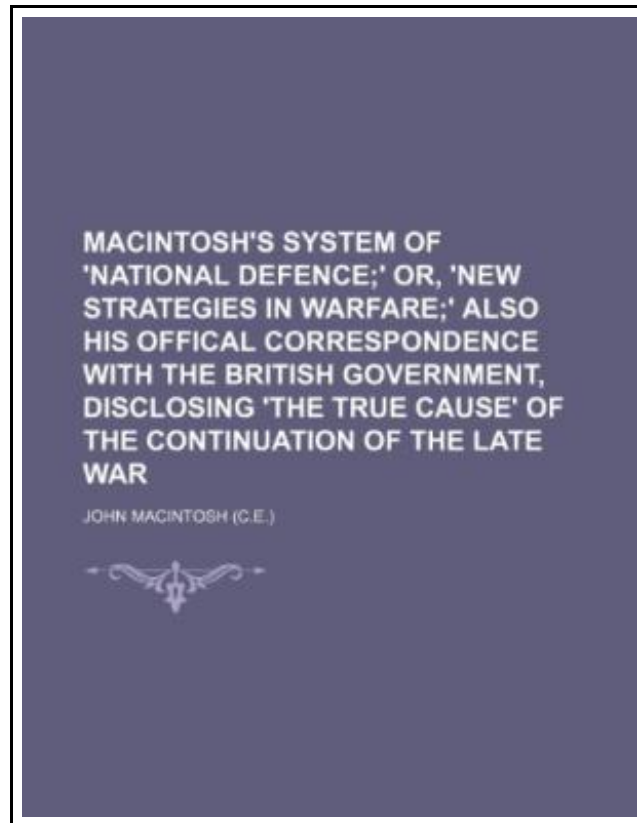 MACINTOSH'S SYSTEM OF
'NATIONAL DEFENCE;' OR, 'NEW
STRATEGIES IN WARFARE;' ALSO
HIS OFFICAL CORRESPONDENCE
WITH THE BRITISH GOVERNMENT,
DISCLOSING 'THE TRUE CAUSE' OF
THE CONTINUATION OF THE LATE
WAR
JOHN MACINTOSH (C.E.)